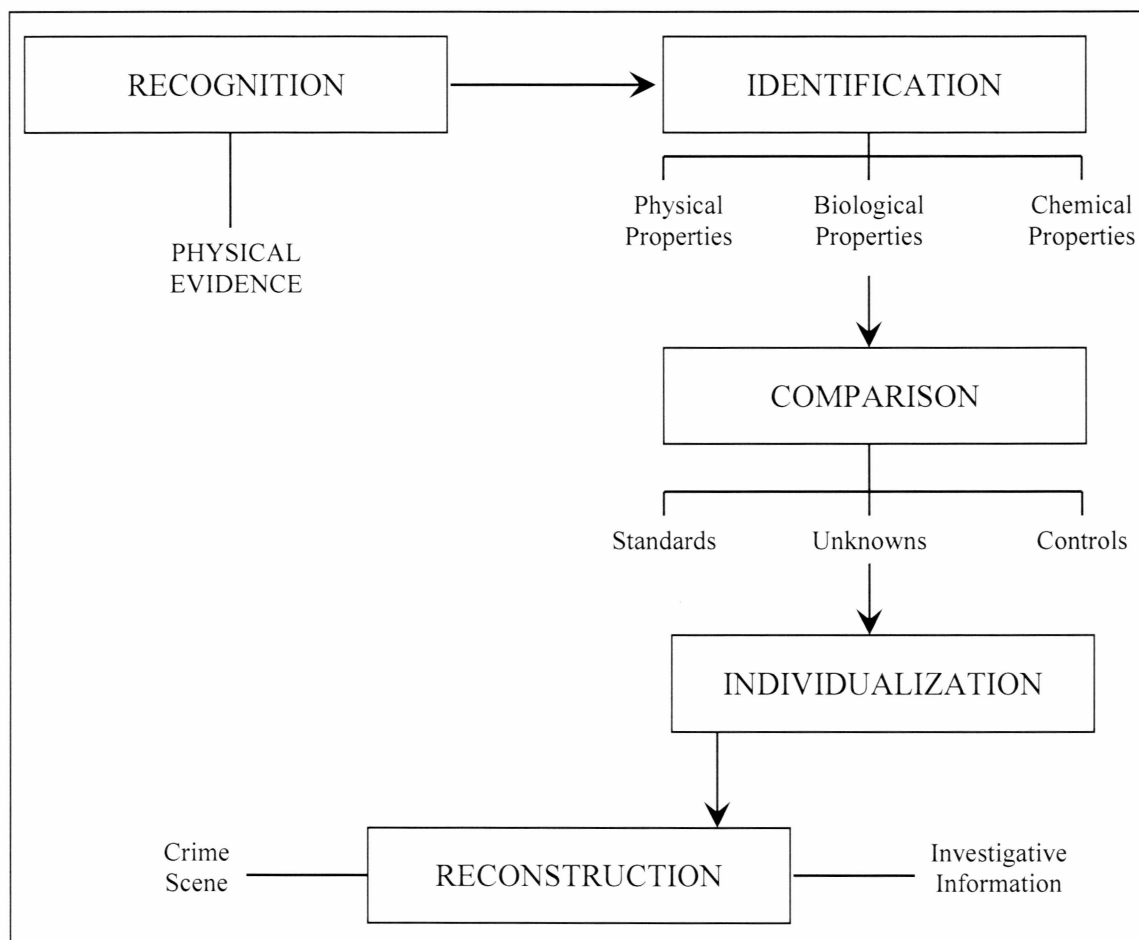 RECOGNITION
IDENTIFICATION
PHYSICAL
EVIDENCE
Physical
Properties
Biological
Properties
Chemical
Properties
COMPARISON
Standards
Unknowns
Controls
INDIVIDUALIZATION
Crime
Scene
RECONSTRUCTION
Investigative
Information